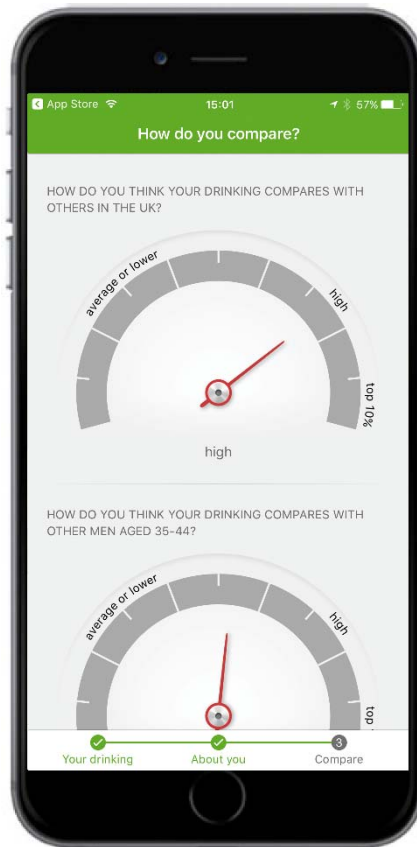 App Store 15:01 57%
How do you compare?
HOW DO YOU THINK YOUR DRINKING COMPARES WITH
OTHERS IN THE UK?
average or lower
high
top 10%
high
HOW DO YOU THINK YOUR DRINKING COMPARES WITH
OTHER MEN AGED 35-44?
average or lower
high
top
3
Your drinking About you Compare